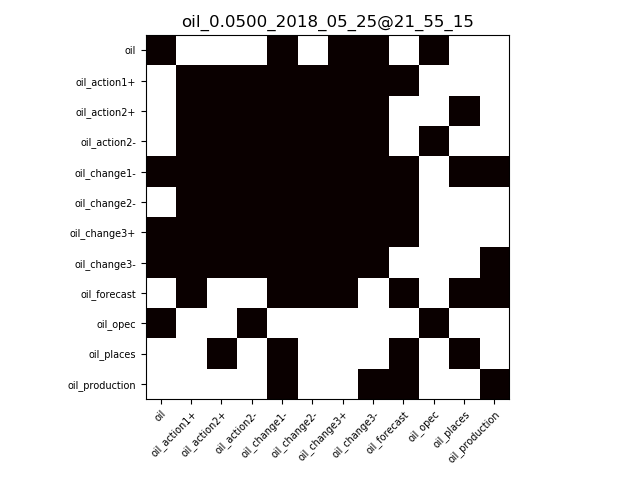 oil_0.0500_2018_05_25@21_55_15
oil
oil_action1+
oil_action2+
oil_action2-
oil_change1-
oil_change2-
oil_change3+
oil_change3-
oil_forecast
oil_opec
oil_places
oil_production
oil
oil_action1+
oil_action2+
oil_action2-
oil_change1-
oil_change2-
oil_change3+
oil_change3-
oil_forecast
oil_opec
oil_places
oil_production